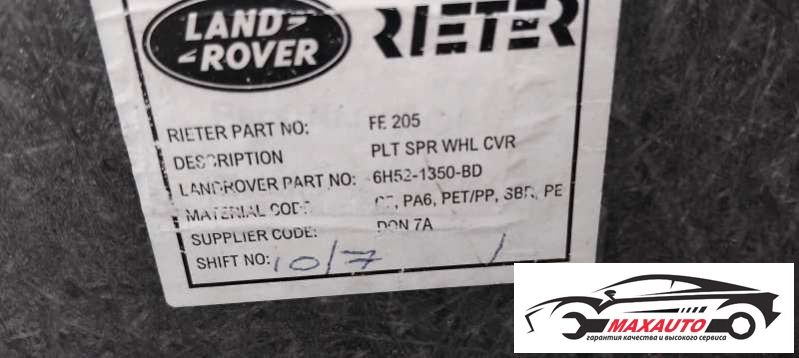 LAND ROVER RIETER
RIETER PART NO: FE 205
DESCRIPTION PLT SPR WHL CVR
LANDROVER PART NO: 6H52-1350-BD
MATERIAL CODE PA6, PET/PP, SBR, PE
SUPPLIER CODE: DON 7A
SHIFT NO: 10/7
MAXAUTO
гарантия качества и высокого сервиса